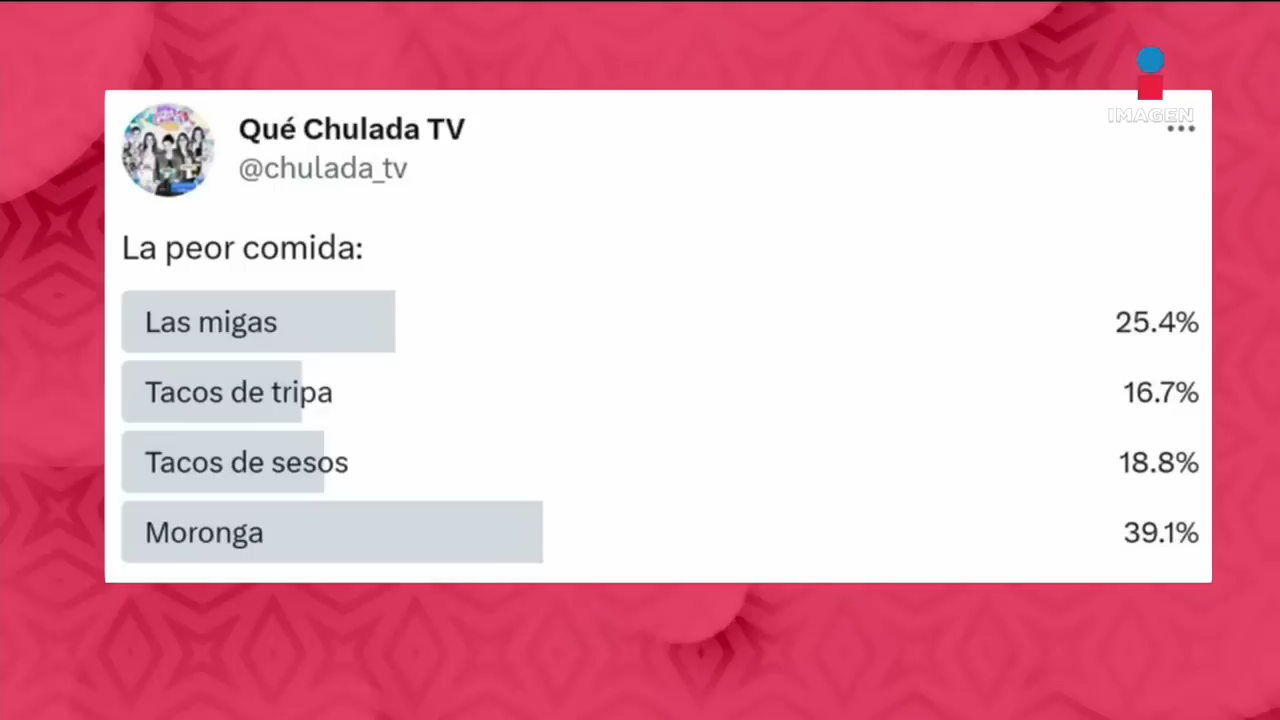 IMAGEN
Qué Chulada TV
@chulada_tv
La peor comida:
Las migas 25.4%
Tacos de tripa 16.7%
Tacos de sesos 18.8%
Moronga 39.1%